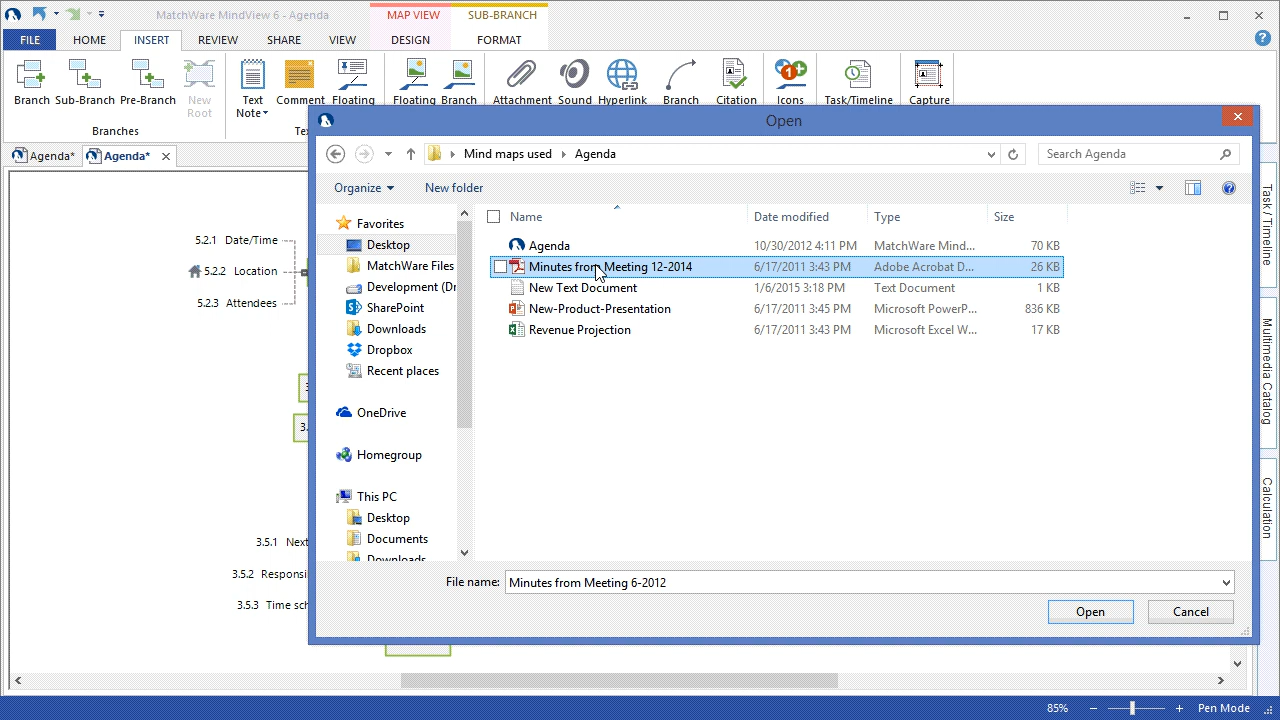 MatchWare MindView 6 - Agenda
MAP VIEW
SUB-BRANCH
FILE
HOME
INSERT
REVIEW
SHARE
VIEW
DESIGN
FORMAT
Branch
Sub-Branch
Pre-Branch
New
Root
Text
Note
Comment
Floating
Floating
Branch
Attachment
Sound
Hyperlink
Branch
Citation
Icons
Task/Timeline
Capture
Branches
Agenda*
Agenda*
Open
Mind maps used
Agenda
Search Agenda
Organize
New folder
Name
Date modified
Type
Size
Favorites
Desktop
MatchWare Files
Development (Dr
SharePoint
Downloads
Dropbox
Recent places
OneDrive
Homegroup
This PC
Desktop
Documents
Downloads
Agenda 10/30/2012 4:11 PM MatchWare Mind... 70 KB
Minutes from Meeting 12-2014 6/17/2011 3:43 PM Adobe Acrobat D... 26 KB
New Text Document 1/6/2015 3:18 PM Text Document 1 KB
New-Product-Presentation 6/17/2011 3:45 PM Microsoft PowerP... 836 KB
Revenue Projection 6/17/2011 3:43 PM Microsoft Excel W... 17 KB
File name:
Minutes from Meeting 6-2012
Open
Cancel
5.2.1 Date/Time
5.2.2 Location
5.2.3 Attendees
3.5.1 Next
3.5.2 Responsi
3.5.3 Time sch
Task / Timeline
Multimedia Catalog
Calculation
85%
Pen Mode